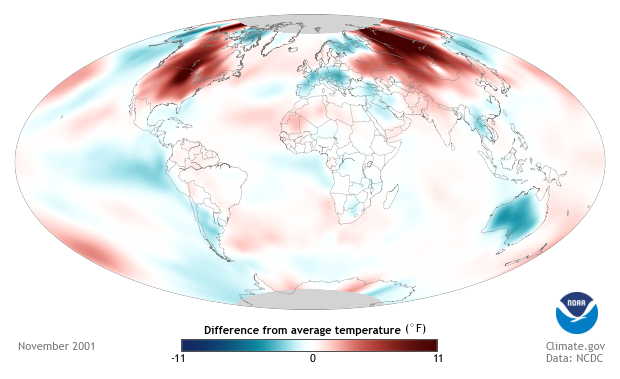 NOAA
Difference from average temperature (°F)
November 2001
-11
0
11
Climate.gov
Data: NCDC